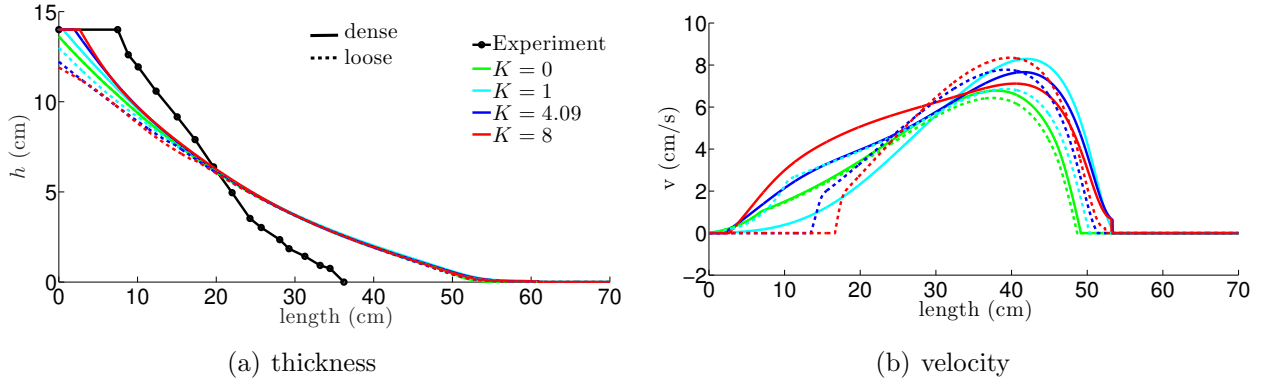 15
10
5
0
h (cm)
0 10 20 30 40 50 60 70
length (cm)
dense
loose
Experiment
K = 0
K = 1
K = 4.09
K = 8
(a) thickness
10
8
6
4
2
0
−2
v (cm/s)
0 10 20 30 40 50 60 70
length (cm)
(b) velocity